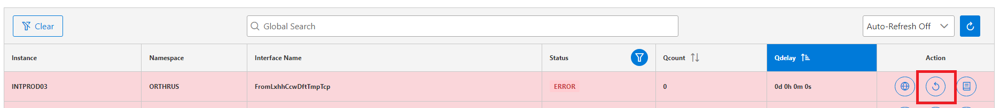 Clear
Global Search
Auto-Refresh Off
Instance Namespace Interface Name Status Qcount Qdelay Action
INTPROD03 ORTHRUS FromLxhhCcwDftTmpTcp ERROR 0 0d 0h 0m 0s